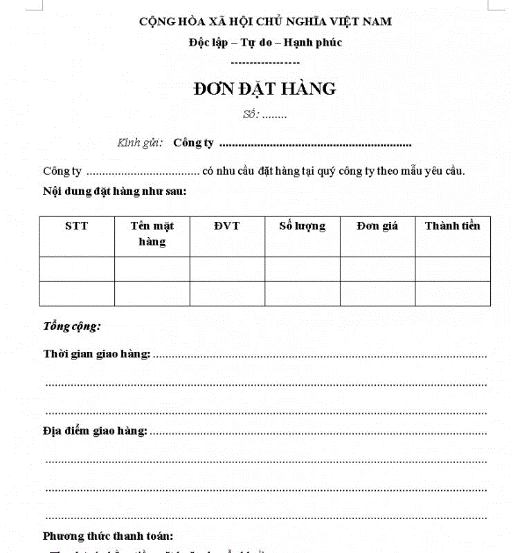 CỘNG HÒA XÃ HỘI CHỦ NGHĨA VIỆT NAM
Độc lập – Tự do – Hạnh phúc
-----------------
ĐƠN ĐẶT HÀNG
Số: ........
Kính gửi: Công ty ................................................................
Công ty ...................................... có nhu cầu đặt hàng tại quý công ty theo mẫu yêu cầu.
Nội dung đặt hàng như sau:
STT Tên mặt hàng ĐVT Số lượng Đơn giá Thành tiền
Tổng cộng:
Thời gian giao hàng: ................................................................
................................................................
Địa điểm giao hàng: ................................................................
................................................................
................................................................
Phương thức thanh toán: